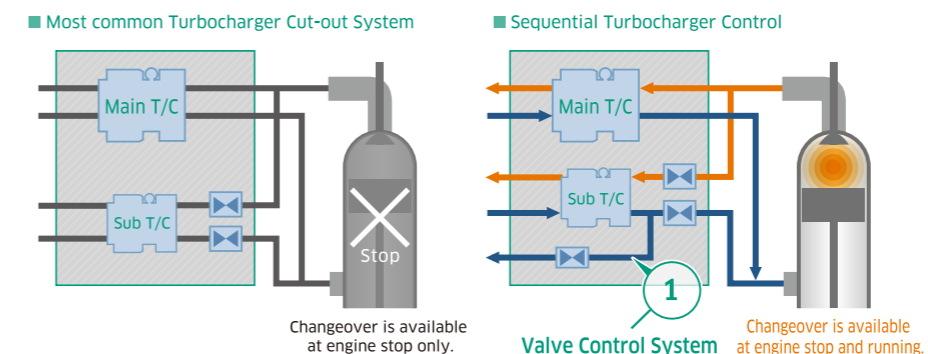 ■ Most common Turbocharger Cut-out System
Main T/C
Sub T/C
Stop
Changeover is available
at engine stop only.
■ Sequential Turbocharger Control
Main T/C
Sub T/C
1
Valve Control System
Changeover is available
at engine stop and running.